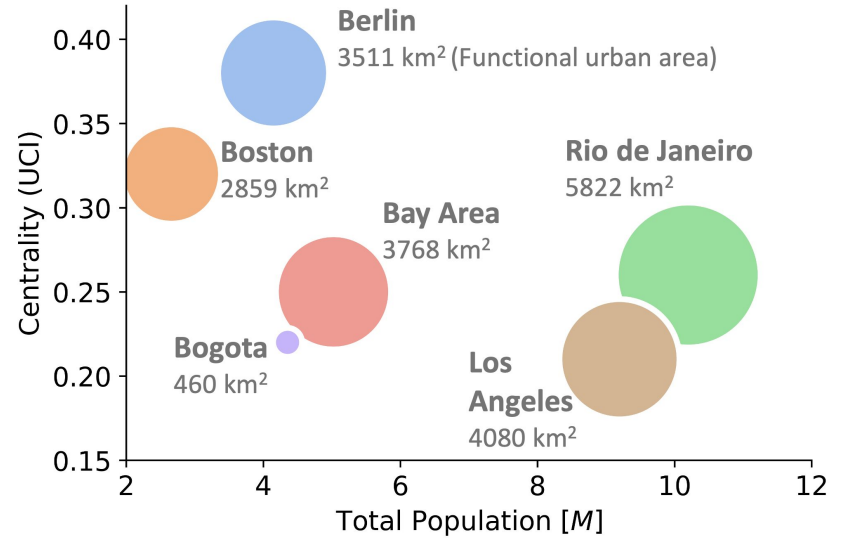 0.40
0.35
0.30
0.25
0.20
0.15
Centrality (UCI)
Berlin
3511 km² (Functional urban area)
Boston
2859 km²
Rio de Janeiro
5822 km²
Bay Area
3768 km²
Bogota
460 km²
Los
Angeles
4080 km²
2 4 6 8 10 12
Total Population [M]